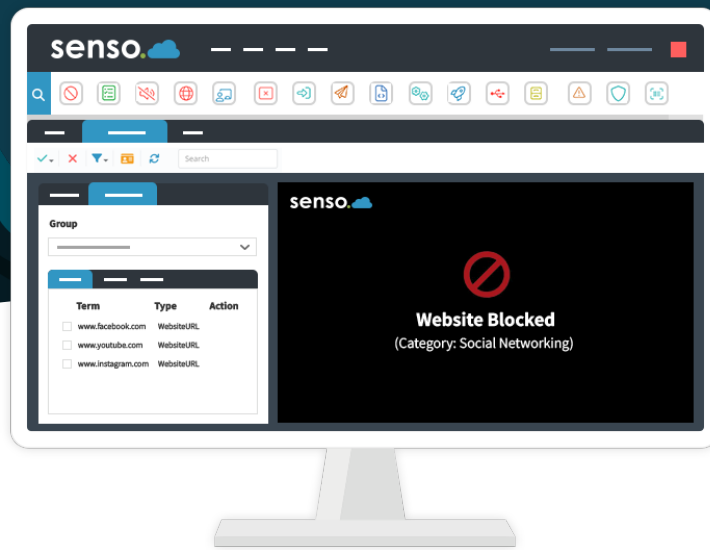 senso.
Search
Group
Term Type Action
www.facebook.com WebsiteURL
www.youtube.com WebsiteURL
www.instagram.com WebsiteURL
senso.
Website Blocked
(Category: Social Networking)